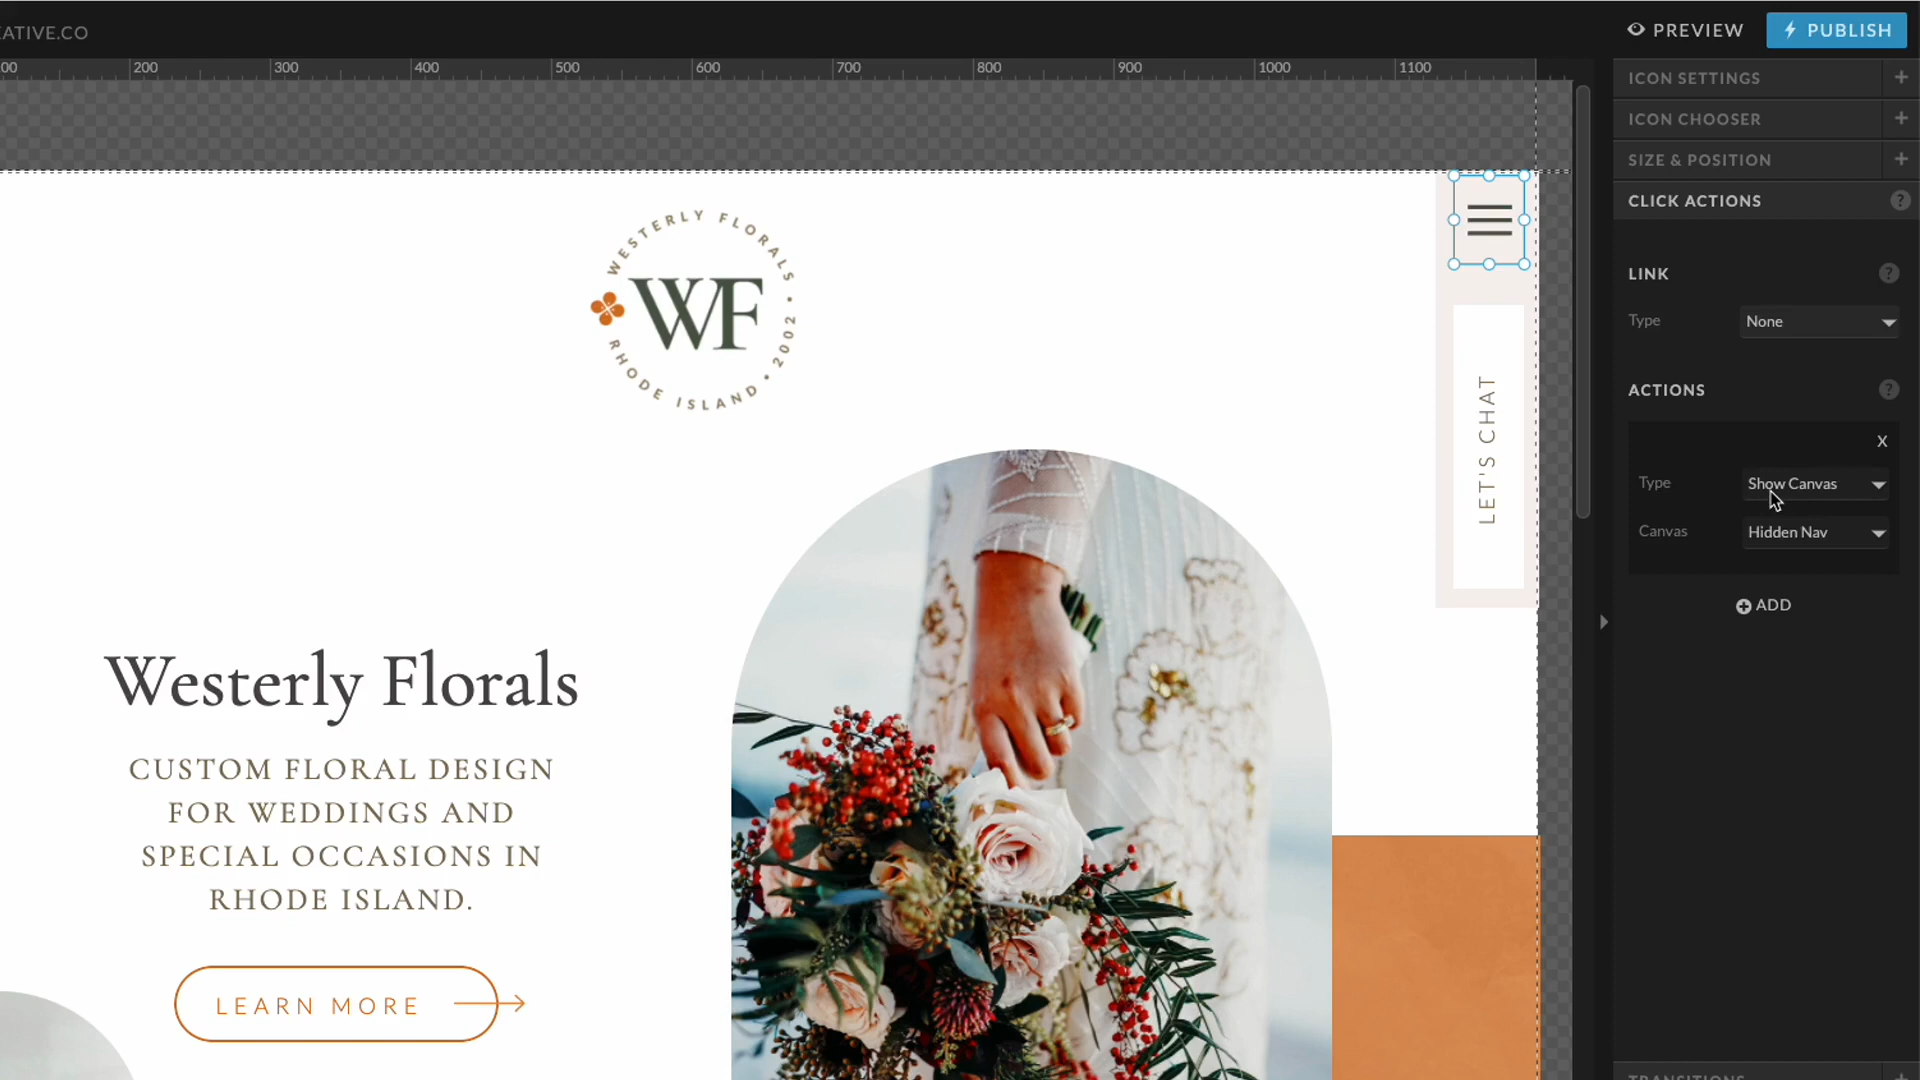 EATIVE.CO
PREVIEW
PUBLISH
00 200 300 400 500 600 700 800 900 1000 1100
ICON SETTINGS +
ICON CHOOSER +
SIZE & POSITION +
CLICK ACTIONS ?
LINK ?
Type None
ACTIONS ?
X
Type Show Canvas
Canvas Hidden Nav
ADD
TRANSITIONS
WESTERLY FLORALS • 2002 • RHODE ISLAND
WF
LET'S CHAT
Westerly Florals
CUSTOM FLORAL DESIGN
FOR WEDDINGS AND
SPECIAL OCCASIONS IN
RHODE ISLAND.
LEARN MORE